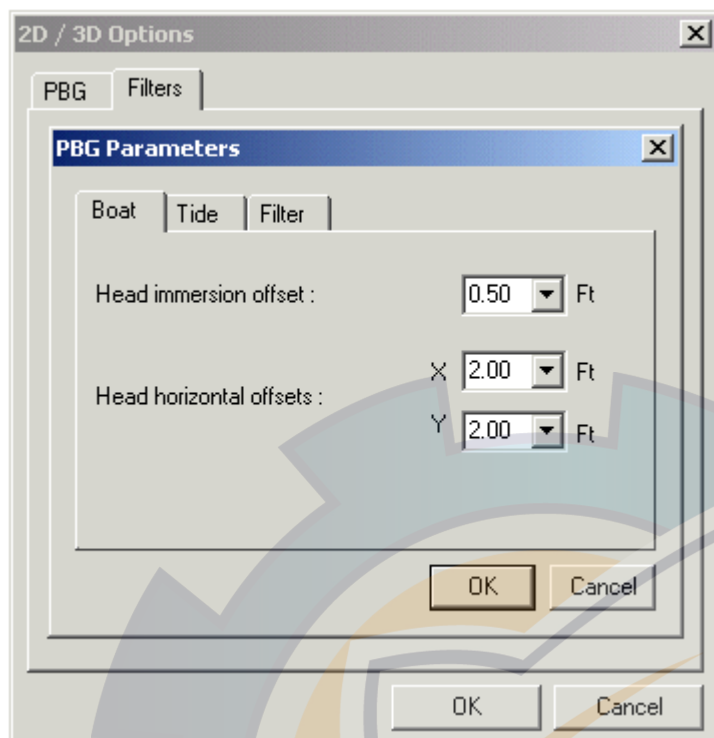 2D / 3D Options
PBG Filters
PBG Parameters
Boat Tide Filter
Head immersion offset : 0.50 Ft
X 2.00 Ft
Head horizontal offsets :
Y 2.00 Ft
OK Cancel
OK Cancel